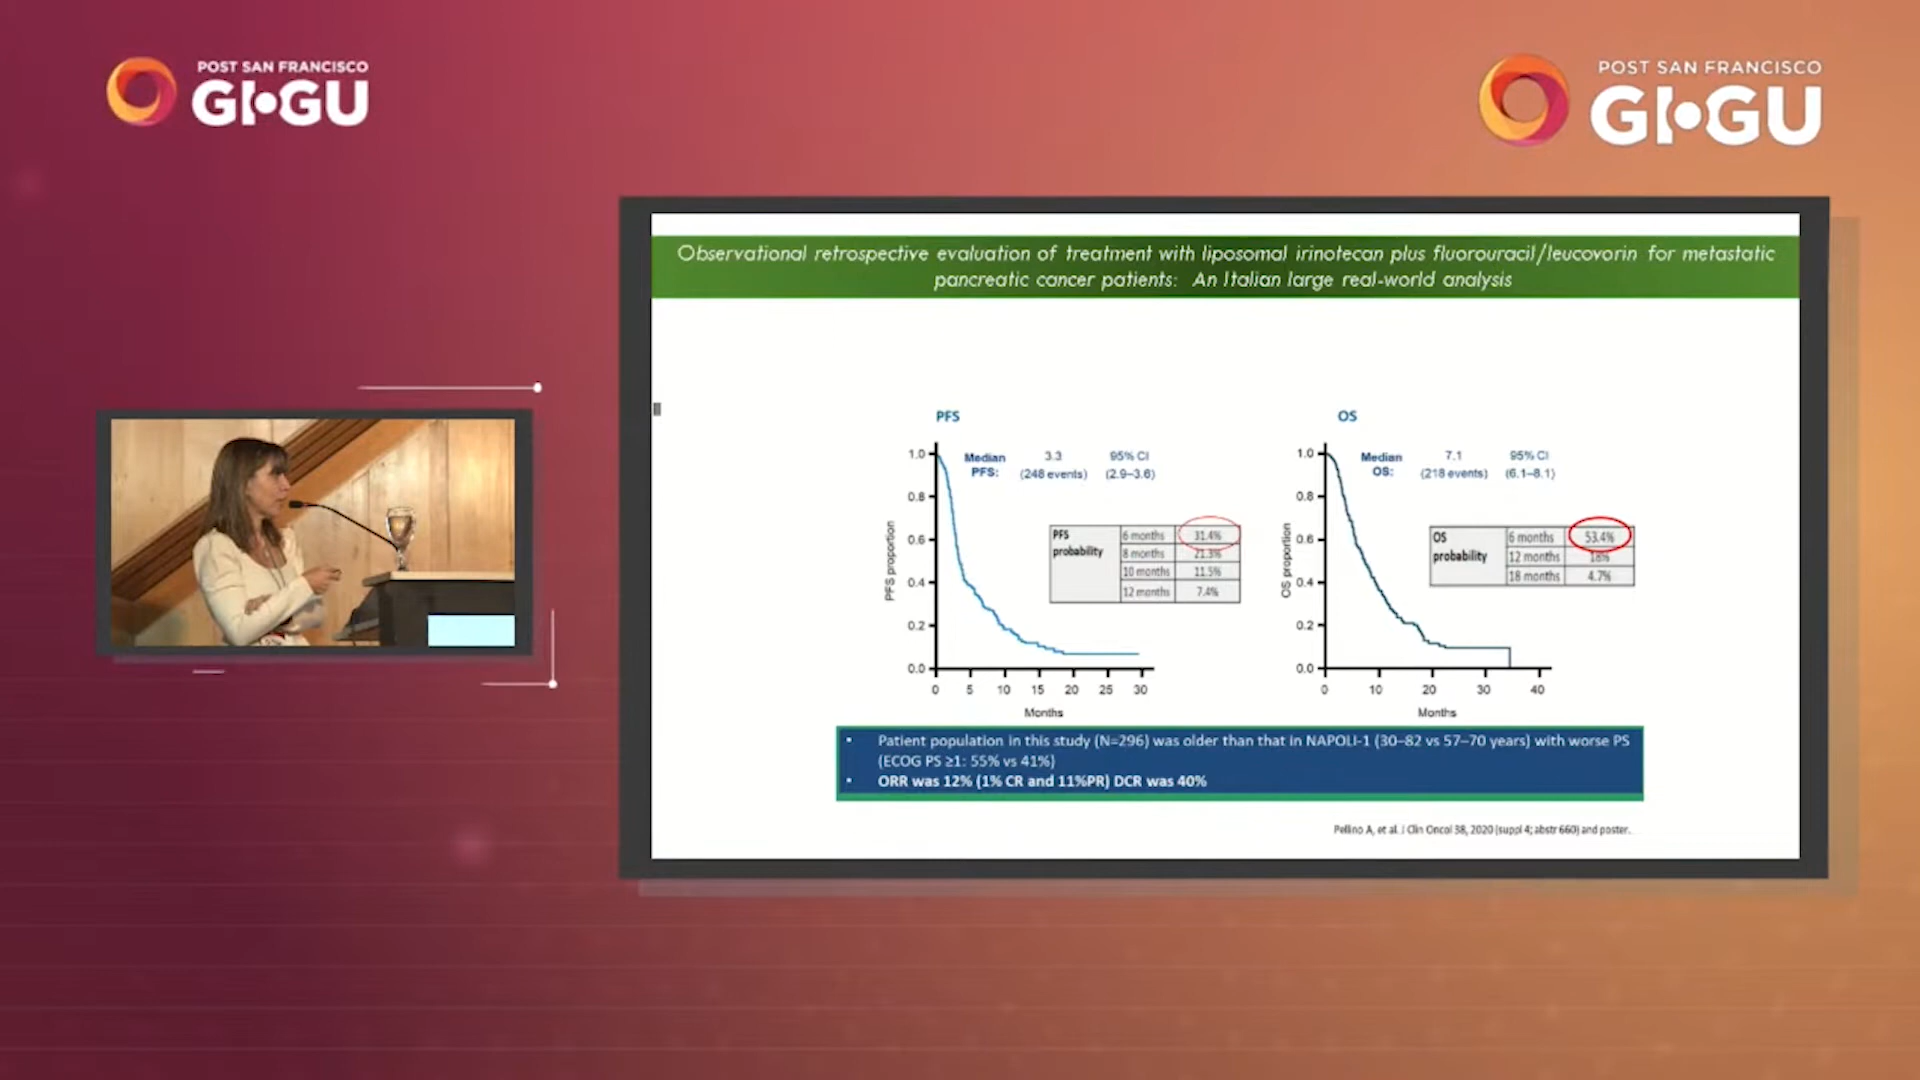 POST SAN FRANCISCO
GI·GU
POST SAN FRANCISCO
GI·GU
Observational retrospective evaluation of treatment with liposomal irinotecan plus fluorouracil/leucovorin for metastatic
pancreatic cancer patients: An Italian large real-world analysis
PFS
Median 3.3 95% CI
PFS: (248 events) (2.9–3.6)
PFS proportion
1.0
0.8
0.6
0.4
0.2
0.0
PFS probability
6 months 31.4%
8 months 21.3%
10 months 11.5%
12 months 7.4%
0 5 10 15 20 25 30
Months
OS
Median 7.1 95% CI
OS: (218 events) (6.1–8.1)
OS proportion
1.0
0.8
0.6
0.4
0.2
0.0
OS probability
6 months 53.4%
12 months 18%
18 months 4.7%
0 10 20 30 40
Months
• Patient population in this study (N=296) was older than that in NAPOLI-1 (30–82 vs 57–70 years) with worse PS
(ECOG PS ≥1: 55% vs 41%)
• ORR was 12% (1% CR and 11%PR) DCR was 40%
Pellino A, et al. J Clin Oncol 38, 2020 (suppl 4; abstr 660) and poster.